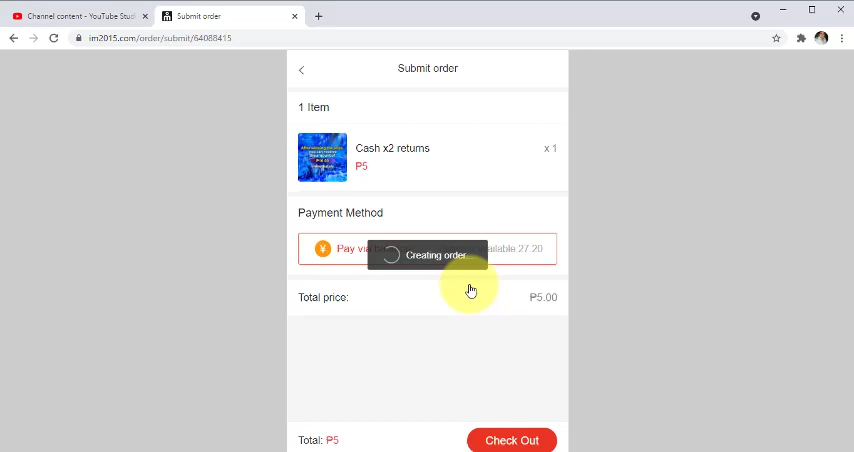 Channel content - YouTube Studi
Submit order
im2015.com/order/submit/64088415
Submit order
1 Item
Cash x2 returns
x 1
₱5
Payment Method
¥ Pay via
available 27.20
Creating order...
Total price:
₱5.00
Total: ₱5
Check Out